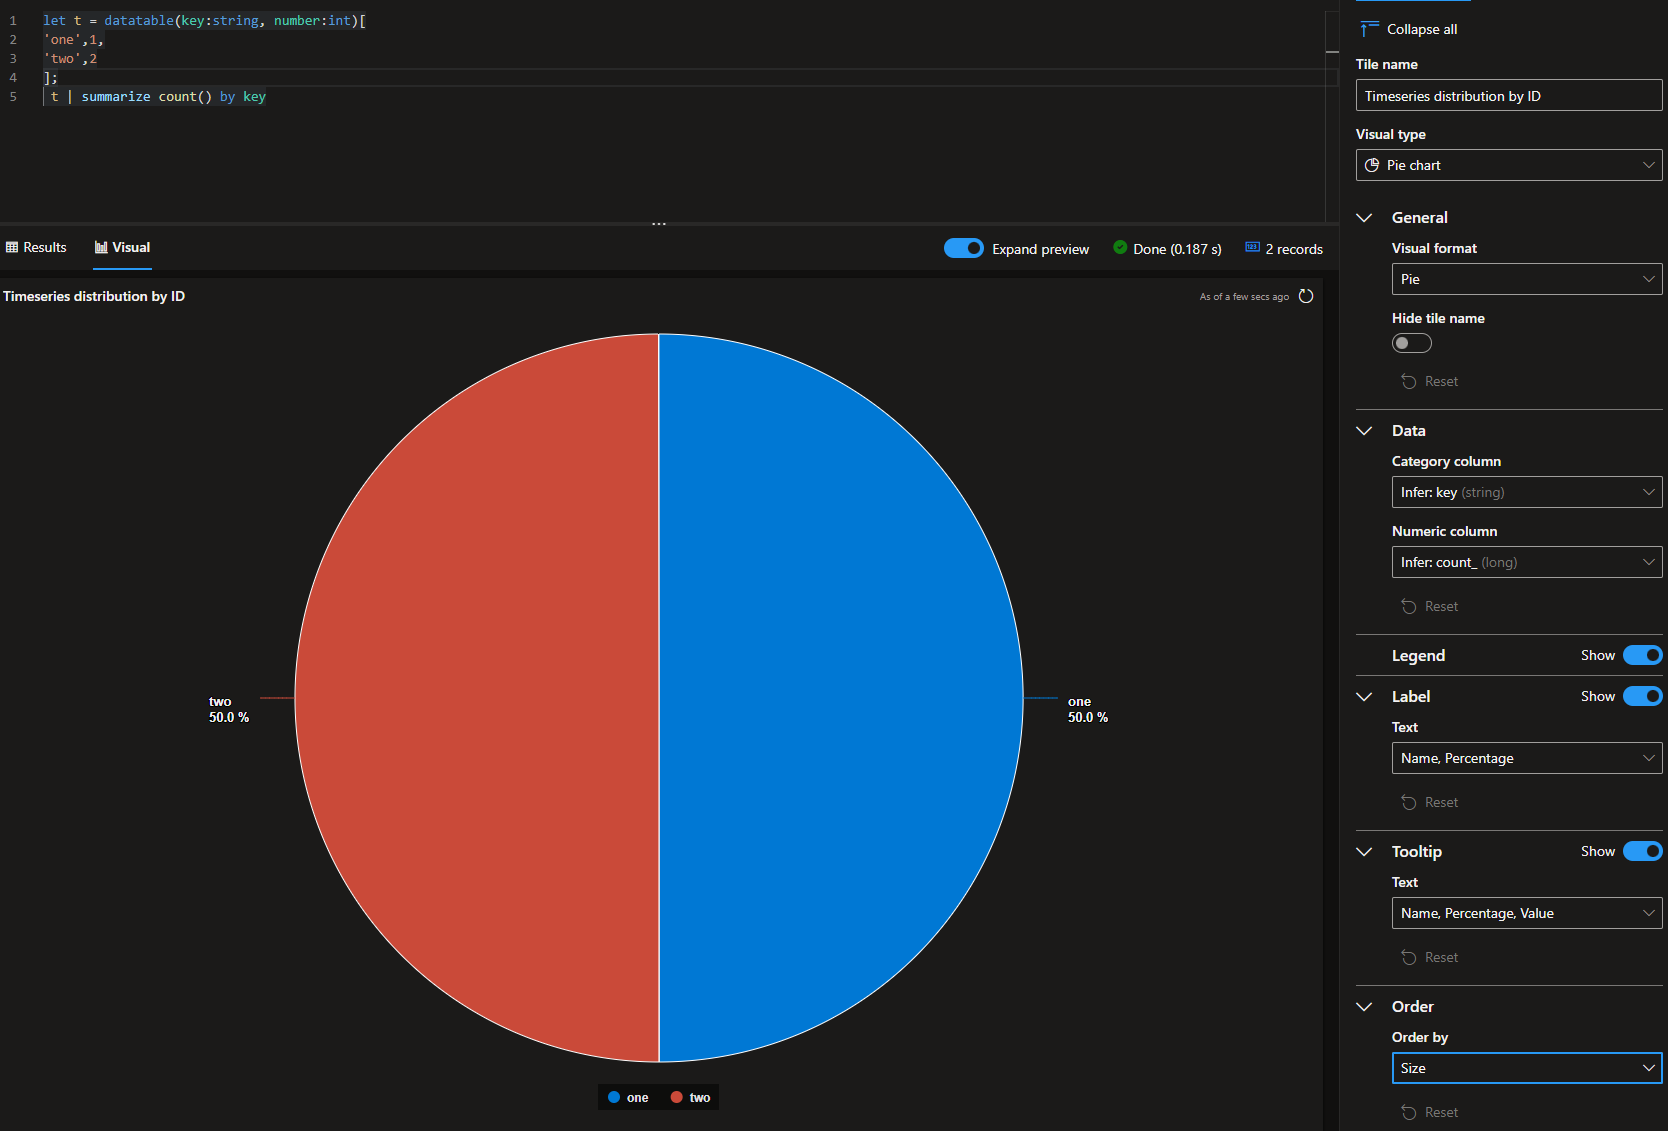 1 let t = datatable(key:string, number:int)[
2 'one',1,
3 'two',2
4 ];
5 t | summarize count() by key
Results Visual Expand preview Done (0.187 s) 123 2 records
Timeseries distribution by ID As of a few secs ago
two
50.0 %
one
50.0 %
one two
Collapse all
Tile name
Timeseries distribution by ID
Visual type
Pie chart
General
Visual format
Pie
Hide tile name
Reset
Data
Category column
Infer: key (string)
Numeric column
Infer: count_ (long)
Reset
Legend Show
Label Show
Text
Name, Percentage
Reset
Tooltip Show
Text
Name, Percentage, Value
Reset
Order
Order by
Size
Reset